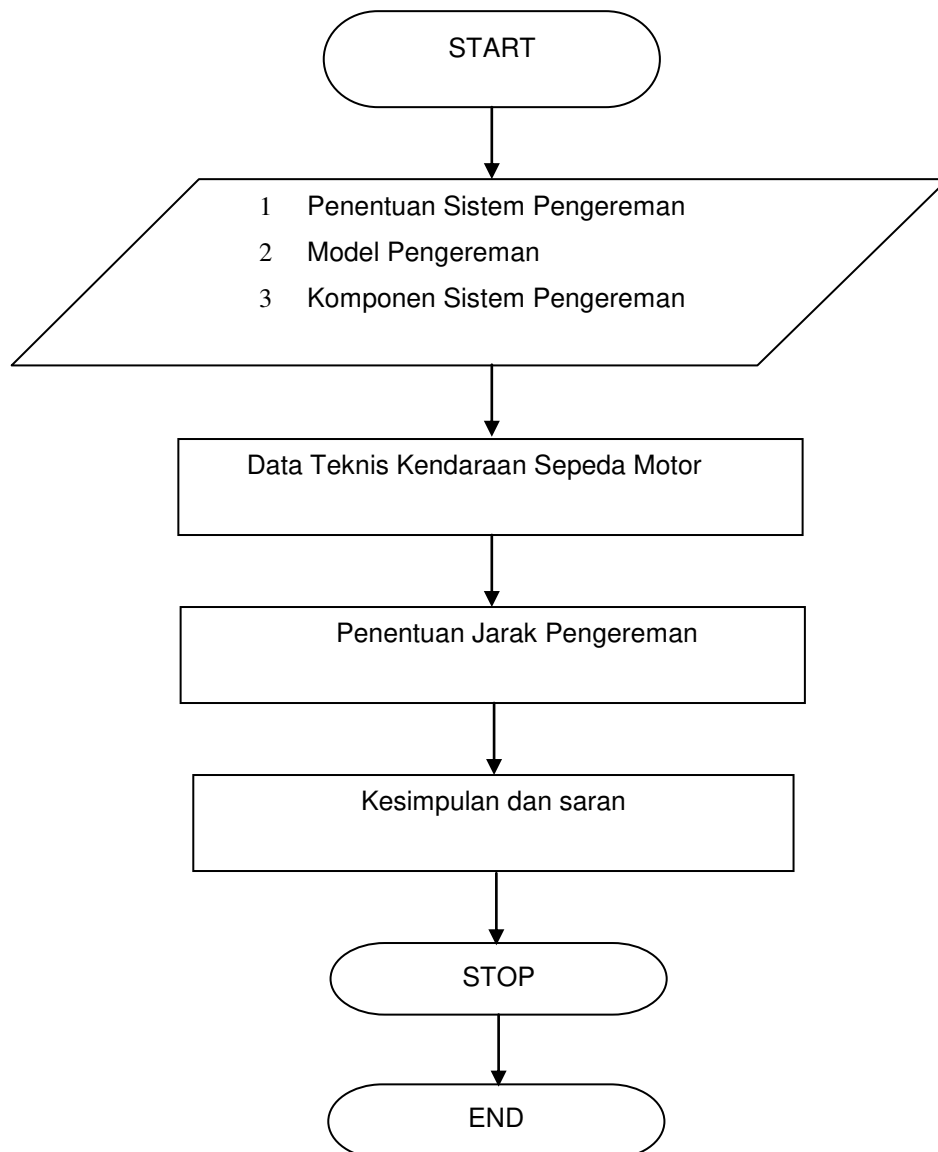 START
1 Penentuan Sistem Pengereman
2 Model Pengereman
3 Komponen Sistem Pengereman
Data Teknis Kendaraan Sepeda Motor
Penentuan Jarak Pengereman
Kesimpulan dan saran
STOP
END